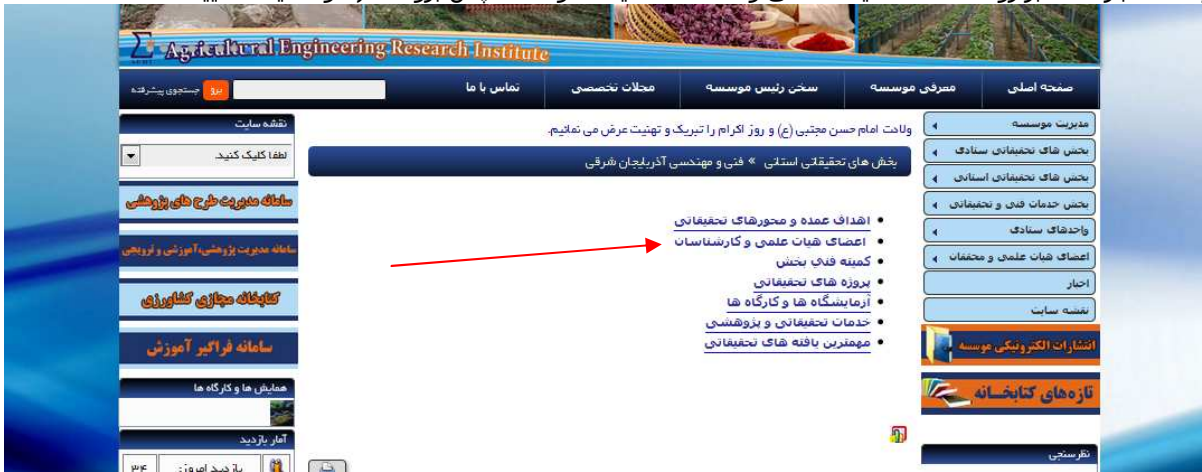 Agricultural Engineering Research Institute
صفحه اصلی
معرفی موسسه
سخن رئیس موسسه
مجلات تخصصی
تماس با ما
برو
جستجوی پیشرفته
مدیریت موسسه
بخش های تحقیقاتی ستادی
بخش های تحقیقاتی استانی
بخش خدمات فنی و تحقیقاتی
واحدهای ستادی
اعضای هیات علمی و محققان
اخبار
نقشه سایت
انتشارات الکترونیکی موسسه
تازه‌های کتابخانه
نظرسنجی
ولادت امام حسن مجتبی (ع) و روز اکرام را تبریک و تهنیت عرض می نمائیم.
بخش های تحقیقاتی استانی » فنی و مهندسی آذربایجان شرقی
اهداف عمده و محورهای تحقیقاتی
اعضای هیات علمی و کارشناسان
کمیته فني بخش
پروژه های تحقیقاتی
آزمایشگاه ها و کارگاه ها
خدمات تحقیقاتی و پژوهشی
مهمترین یافته های تحقیقاتی
نقشه سایت
لطفا کلیک کنید.
سامانه مدیریت طرح های پژوهشی
سامانه مدیریت پژوهشی، آموزشی و ترویجی
کتابخانه مجازی کشاورزی
سامانه فراگیر آموزش
همایش ها و کارگاه ها
آمار بازدید
بازدید امروز: ۳۴